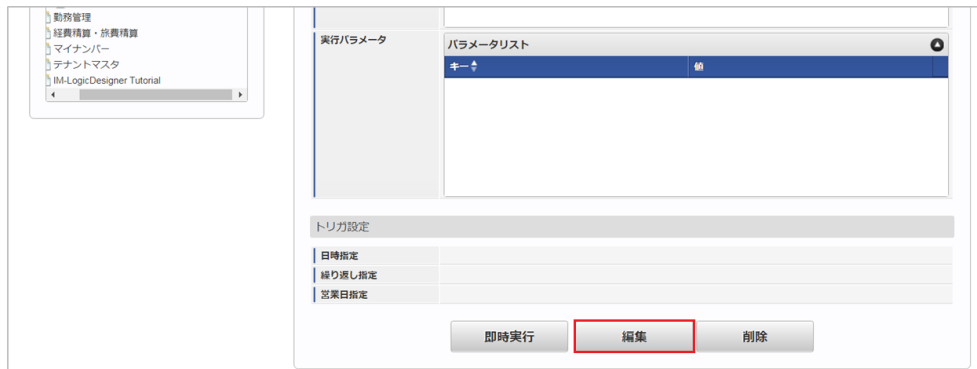 勤務管理
経費精算・旅費精算
マイナンバー
テナントマスタ
IM-LogicDesigner Tutorial
実行パラメータ
パラメータリスト
キー 値
トリガ設定
日時指定
繰り返し指定
営業日指定
即時実行 編集 削除